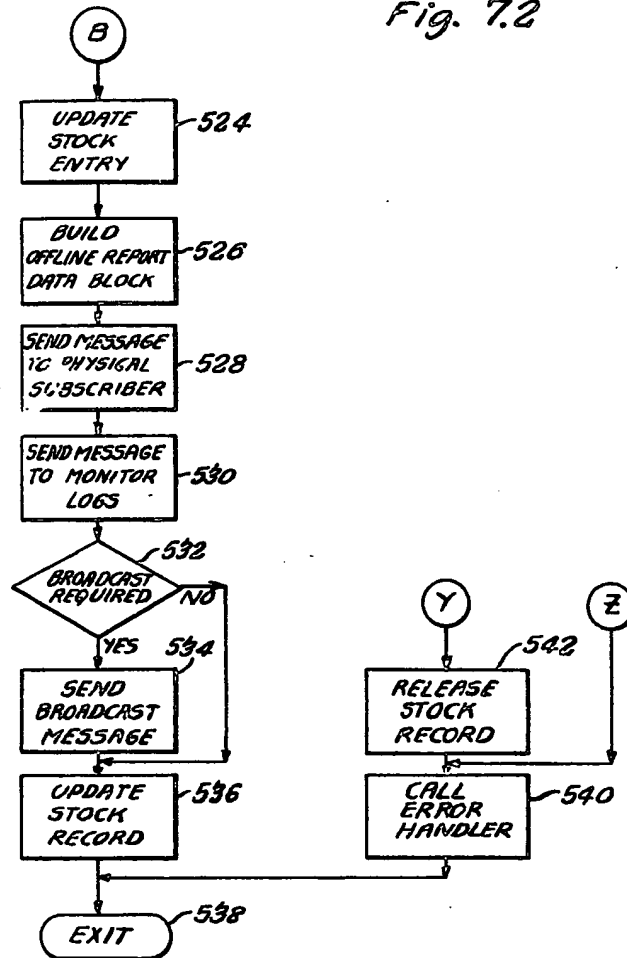 Fig. 7.2
B
UPDATE
STOCK
ENTRY
524
BUILD
OFFLINE REPORT
DATA BLOCK
526
SEND MESSAGE
TO PHYSICAL
SUBSCRIBER
528
SEND MESSAGE
TO MONITOR
LOGS
530
532
BROADCAST
REQUIRED
NO
YES
534
SEND
BROADCAST
MESSAGE
UPDATE
STOCK
RECORD
536
EXIT
538
Y
Z
542
RELEASE
STOCK
RECORD
CALL
ERROR
HANDLER
540